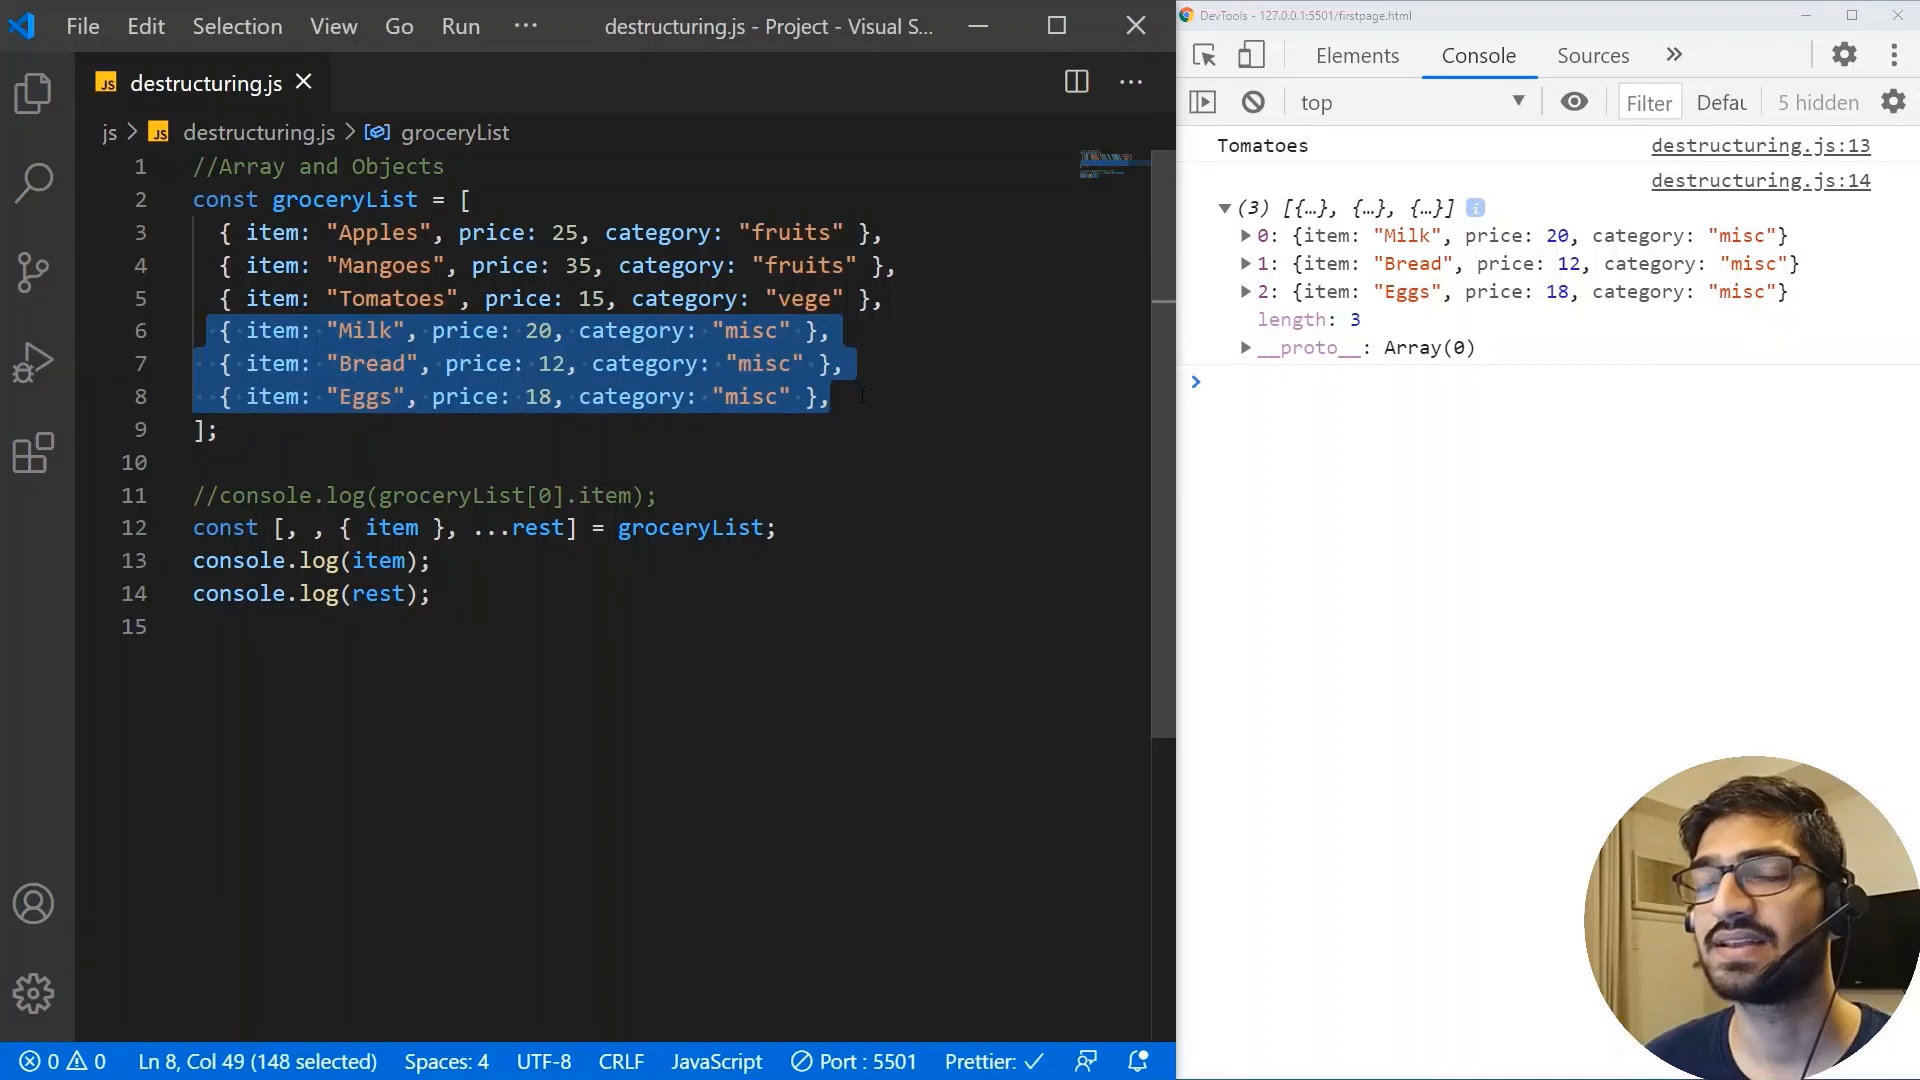 File Edit Selection View Go Run ··· destructuring.js - Project - Visual S...
destructuring.js
js > destructuring.js > groceryList
1 //Array and Objects
2 const groceryList = [
3 { item: "Apples", price: 25, category: "fruits" },
4 { item: "Mangoes", price: 35, category: "fruits" },
5 { item: "Tomatoes", price: 15, category: "vege" },
6 { item: "Milk", price: 20, category: "misc" },
7 { item: "Bread", price: 12, category: "misc" },
8 { item: "Eggs", price: 18, category: "misc" },
9 ];
10
11 //console.log(groceryList[0].item);
12 const [, , { item }, ...rest] = groceryList;
13 console.log(item);
14 console.log(rest);
15
0 0 Ln 8, Col 49 (148 selected) Spaces: 4 UTF-8 CRLF JavaScript Port : 5501 Prettier: ✓
DevTools - 127.0.0.1:5501/firstpage.html
Elements Console Sources »
top Filter Defau 5 hidden
Tomatoes destructuring.js:13
destructuring.js:14
(3) [{…}, {…}, {…}] i
0: {item: "Milk", price: 20, category: "misc"}
1: {item: "Bread", price: 12, category: "misc"}
2: {item: "Eggs", price: 18, category: "misc"}
length: 3
__proto__: Array(0)